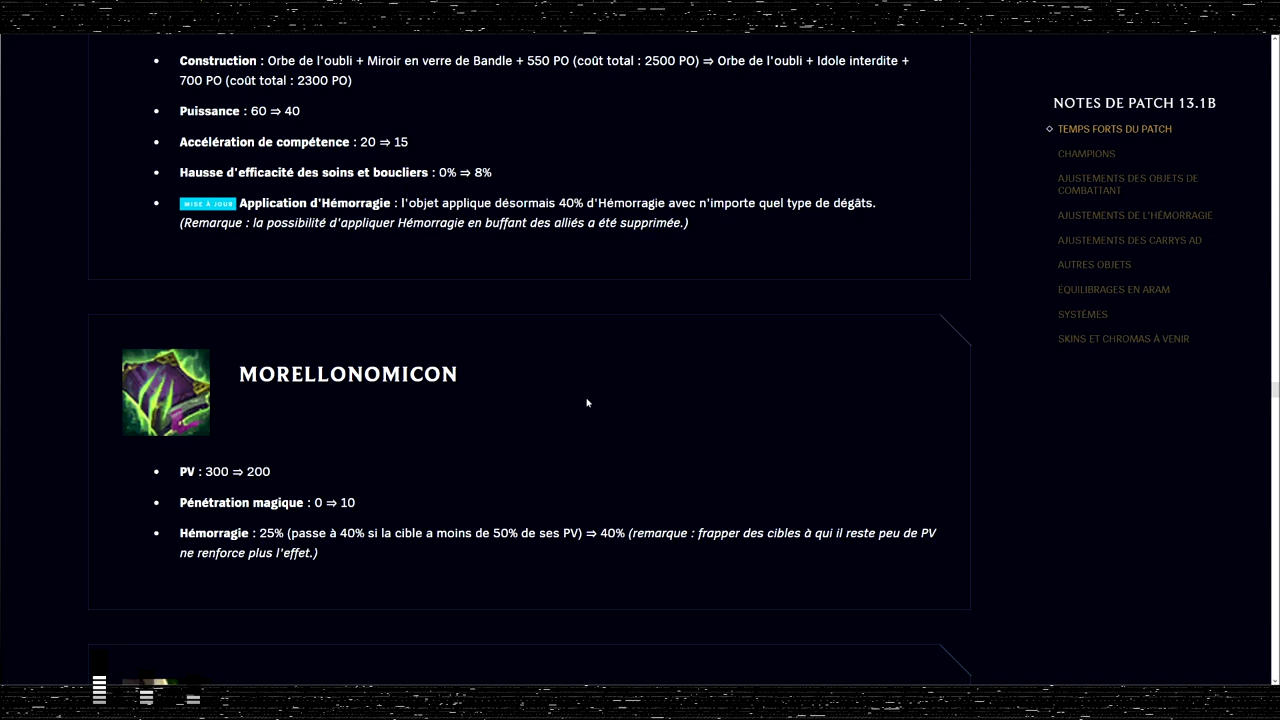 Construction : Orbe de l'oubli + Miroir en verre de Bandle + 550 PO (coût total : 2500 PO) ⇒ Orbe de l'oubli + Idole interdite +
700 PO (coût total : 2300 PO)
Puissance : 60 ⇒ 40
Accélération de compétence : 20 ⇒ 15
Hausse d'efficacité des soins et boucliers : 0% ⇒ 8%
MISE À JOUR Application d'Hémorragie : l'objet applique désormais 40% d'Hémorragie avec n'importe quel type de dégâts.
(Remarque : la possibilité d'appliquer Hémorragie en buffant des alliés a été supprimée.)
MORELLONOMICON
PV : 300 ⇒ 200
Pénétration magique : 0 ⇒ 10
Hémorragie : 25% (passe à 40% si la cible a moins de 50% de ses PV) ⇒ 40% (remarque : frapper des cibles à qui il reste peu de PV
ne renforce plus l'effet.)
NOTES DE PATCH 13.1B
TEMPS FORTS DU PATCH
CHAMPIONS
AJUSTEMENTS DES OBJETS DE
COMBATTANT
AJUSTEMENTS DE L'HÉMORRAGIE
AJUSTEMENTS DES CARRYS AD
AUTRES OBJETS
ÉQUILIBRAGES EN ARAM
SYSTÈMES
SKINS ET CHROMAS À VENIR